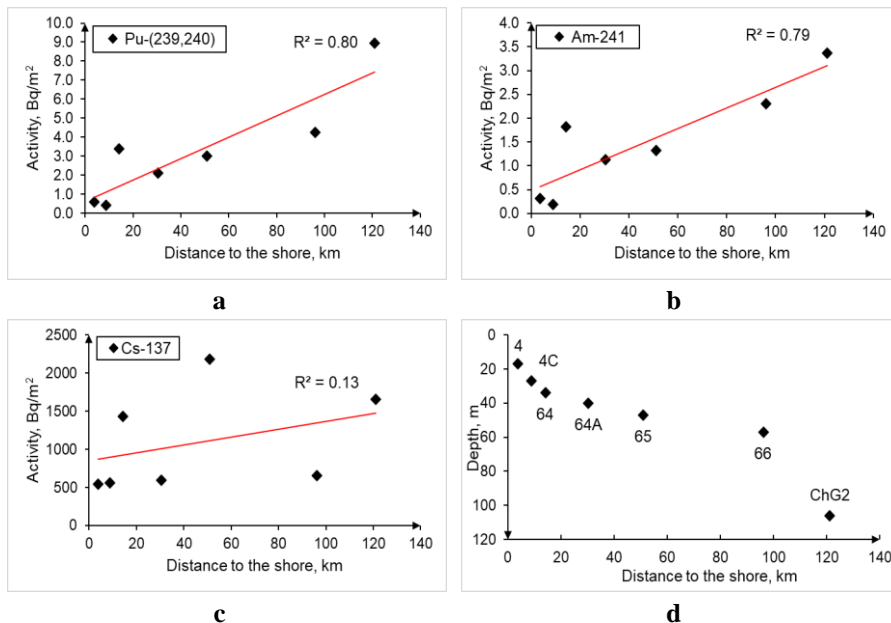 Pu-(239,240)
R² = 0.80
Activity, Bq/m²
10.0
9.0
8.0
7.0
6.0
5.0
4.0
3.0
2.0
1.0
0.0
0 20 40 60 80 100 120 140
Distance to the shore, km
a
Am-241
R² = 0.79
Activity, Bq/m²
4.0
3.5
3.0
2.5
2.0
1.5
1.0
0.5
0.0
0 20 40 60 80 100 120 140
Distance to the shore, km
b
Cs-137
R² = 0.13
Activity, Bq/m²
2500
2000
1500
1000
500
0
0 20 40 60 80 100 120 140
Distance to the shore, km
c
Depth, m
0
20
40
60
80
100
120
4
4C
64
64A
65
66
ChG2
0 20 40 60 80 100 120 140
Distance to the shore, km
d